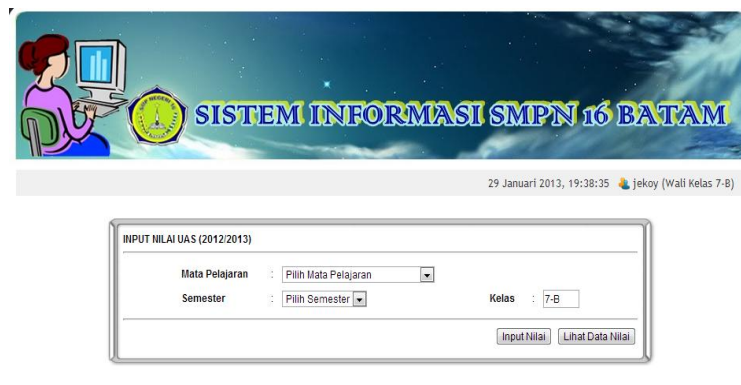 SISTEM INFORMASI SMPN 16 BATAM
29 Januari 2013, 19:38:35 jekoy (Wali Kelas 7-B)
INPUT NILAI UAS (2012/2013)
Mata Pelajaran : Pilih Mata Pelajaran
Semester : Pilih Semester Kelas : 7-B
Input Nilai Lihat Data Nilai